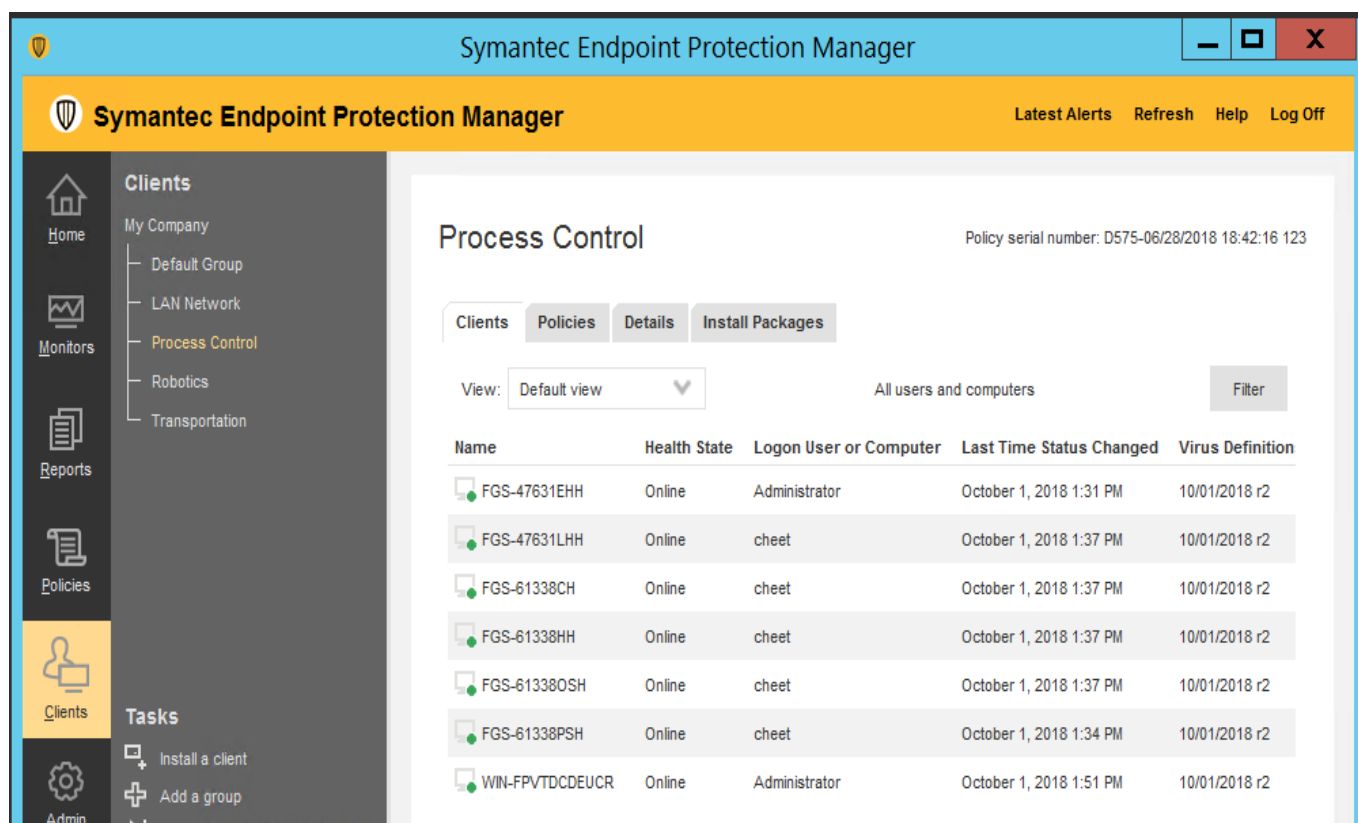 Symantec Endpoint Protection Manager
X
Symantec Endpoint Protection Manager
Latest Alerts Refresh Help Log Off
Home
Monitors
Reports
Policies
Clients
Admin
Clients
My Company
Default Group
LAN Network
Process Control
Robotics
Transportation
Tasks
Install a client
Add a group
Process Control
Policy serial number: D575-06/28/2018 18:42:16 123
Clients Policies Details Install Packages
View: Default view All users and computers Filter
Name Health State Logon User or Computer Last Time Status Changed Virus Definition
FGS-47631EHH Online Administrator October 1, 2018 1:31 PM 10/01/2018 r2
FGS-47631LHH Online cheet October 1, 2018 1:37 PM 10/01/2018 r2
FGS-61338CH Online cheet October 1, 2018 1:37 PM 10/01/2018 r2
FGS-61338HH Online cheet October 1, 2018 1:37 PM 10/01/2018 r2
FGS-61338OSH Online cheet October 1, 2018 1:37 PM 10/01/2018 r2
FGS-61338PSH Online cheet October 1, 2018 1:34 PM 10/01/2018 r2
WIN-FPVTDCDEUCR Online Administrator October 1, 2018 1:51 PM 10/01/2018 r2